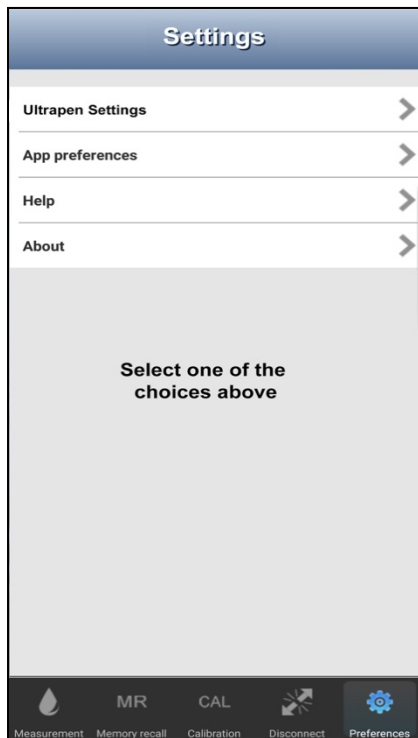 Settings
Ultrapen Settings
App preferences
Help
About
Select one of the
choices above
MR CAL
Measurement Memory recall Calibration Disconnect Preferences